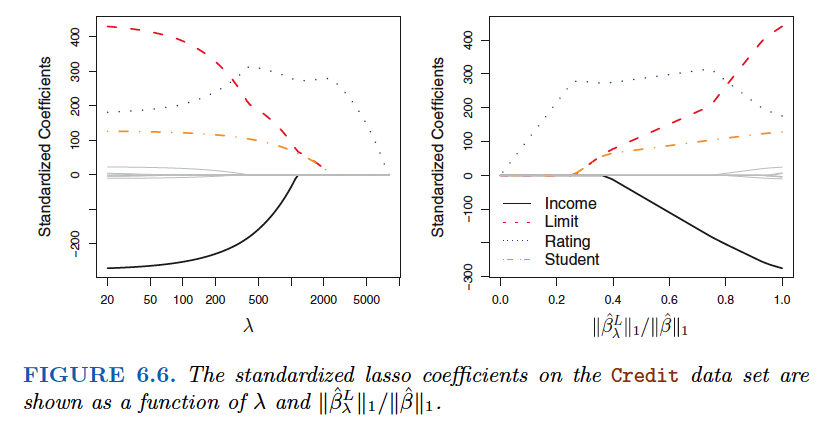 Standardized Coefficients
400
300
200
100
0
−200
20 50 100 200 500 2000 5000
λ
Standardized Coefficients
400
300
200
100
0
−100
−300
Income
Limit
Rating
Student
0.0 0.2 0.4 0.6 0.8 1.0
‖β̂λᴸ‖₁/‖β̂‖₁
FIGURE 6.6. The standardized lasso coefficients on the Credit data set are
shown as a function of λ and ‖β̂λᴸ‖₁/‖β̂‖₁.